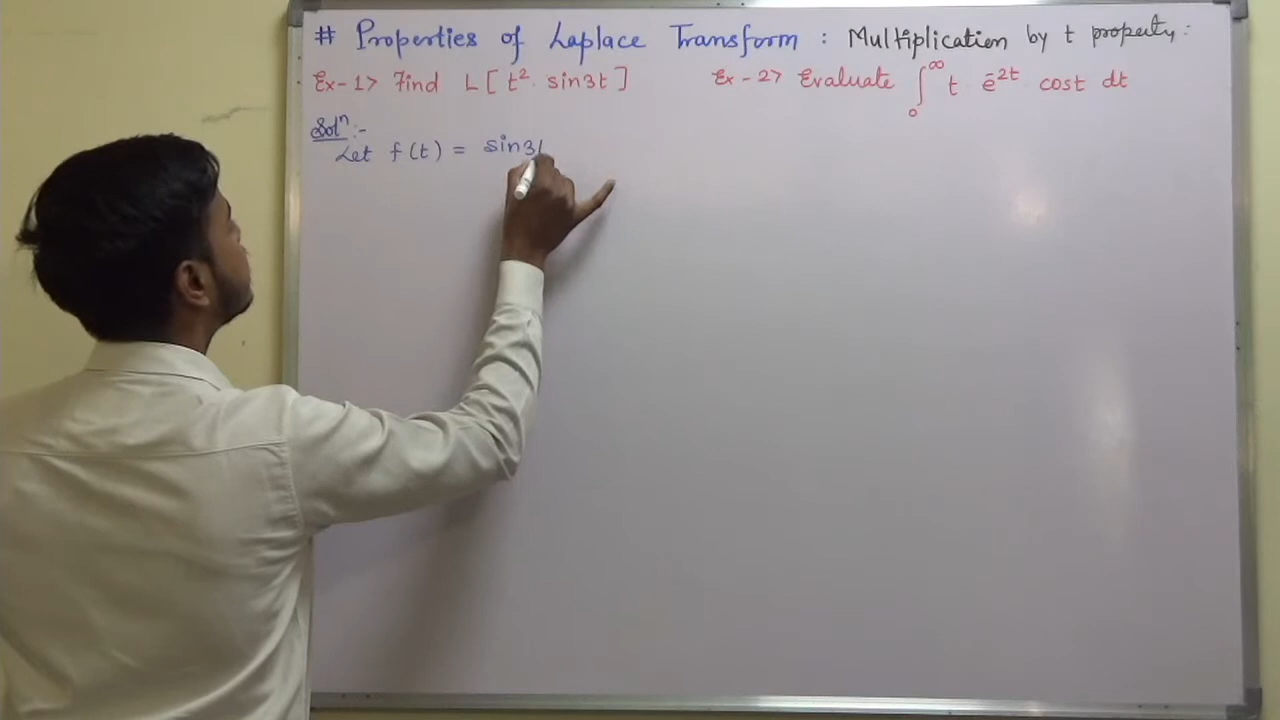 # Properties of Laplace Transform : Multiplication by t property:
Ex-1> Find L[t² sin3t]
Ex-2> Evaluate ∫₀^∞ t e^{-2t} cost dt
Solⁿ:-
Let f(t) = sin3